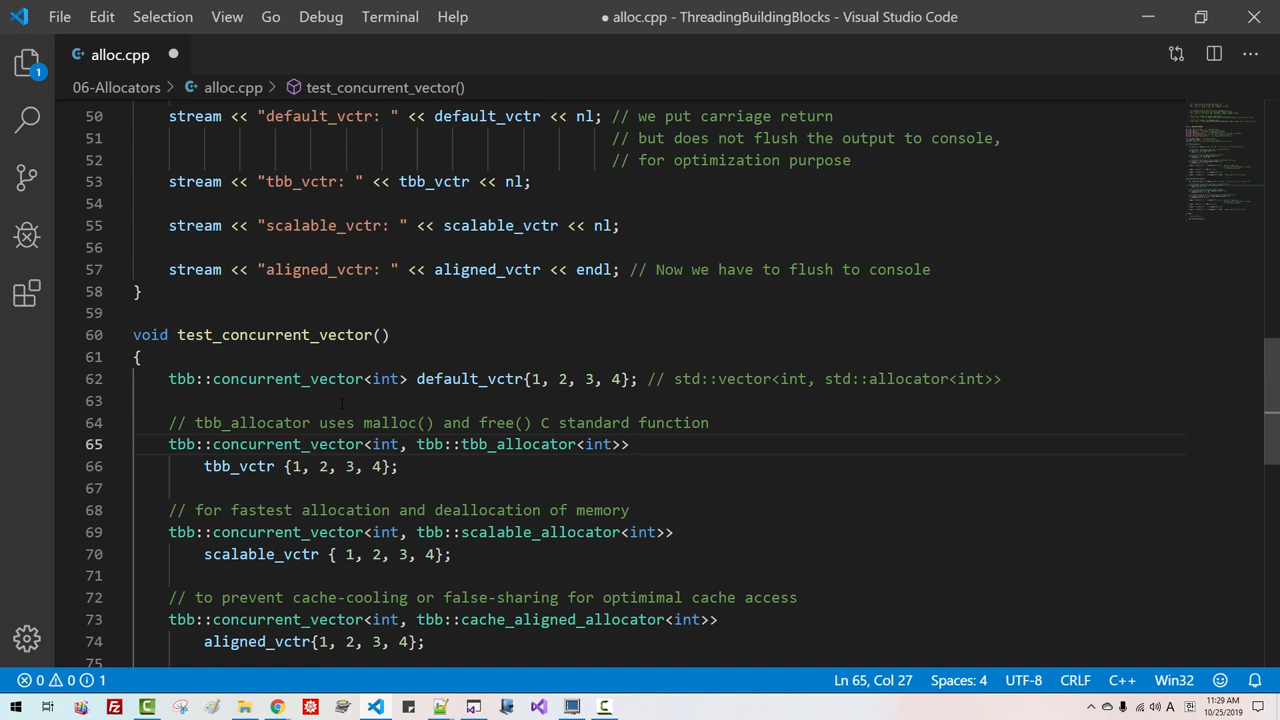 File Edit Selection View Go Debug Terminal Help ● alloc.cpp - ThreadingBuildingBlocks - Visual Studio Code
alloc.cpp
1
06-Allocators > alloc.cpp > test_concurrent_vector()
50 stream << "default_vctr: " << default_vctr << nl; // we put carriage return
51 // but does not flush the output to console,
52 // for optimization purpose
53 stream << "tbb_vctr: " << tbb_vctr << nl;
54
55 stream << "scalable_vctr: " << scalable_vctr << nl;
56
57 stream << "aligned_vctr: " << aligned_vctr << endl; // Now we have to flush to console
58 }
59
60 void test_concurrent_vector()
61 {
62 tbb::concurrent_vector<int> default_vctr{1, 2, 3, 4}; // std::vector<int, std::allocator<int>>
63
64 // tbb_allocator uses malloc() and free() C standard function
65 tbb::concurrent_vector<int, tbb::tbb_allocator<int>>
66 tbb_vctr {1, 2, 3, 4};
67
68 // for fastest allocation and deallocation of memory
69 tbb::concurrent_vector<int, tbb::scalable_allocator<int>>
70 scalable_vctr { 1, 2, 3, 4};
71
72 // to prevent cache-cooling or false-sharing for optimimal cache access
73 tbb::concurrent_vector<int, tbb::cache_aligned_allocator<int>>
74 aligned_vctr{1, 2, 3, 4};
75
0 0 1 Ln 65, Col 27 Spaces: 4 UTF-8 CRLF C++ Win32
11:29 AM
10/25/2019